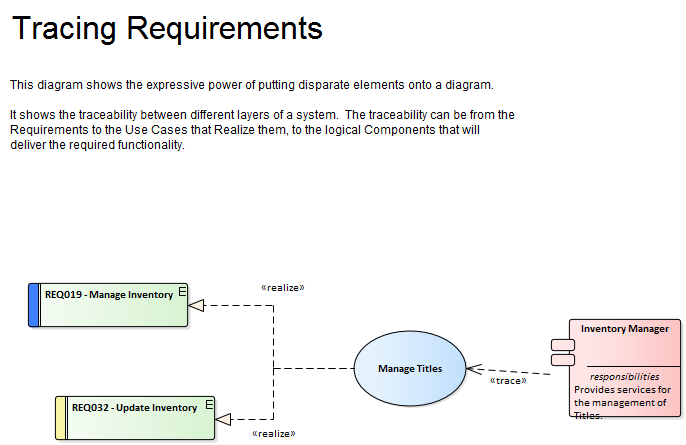 Tracing Requirements
This diagram shows the expressive power of putting disparate elements onto a diagram.
It shows the traceability between different layers of a system. The traceability can be from the
Requirements to the Use Cases that Realize them, to the logical Components that will
deliver the required functionality.
«realize»
REQ019 - Manage Inventory
E
Inventory Manager
Manage Titles
«trace»
responsibilities
Provides services for
the management of
Titles.
REQ032 - Update Inventory
E
«realize»